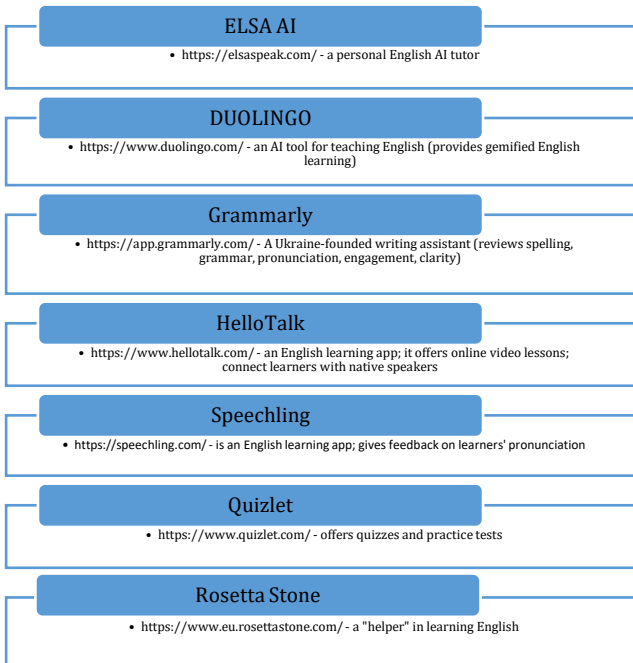 ELSA AI
• https://elsaspeak.com/ - a personal English AI tutor
DUOLINGO
• https://www.duolingo.com/ - an AI tool for teaching English (provides gemified English
learning)
Grammarly
• https://app.grammarly.com/ - A Ukraine-founded writing assistant (reviews spelling,
grammar, pronunciation, engagement, clarity)
HelloTalk
• https://www.hellotalk.com/ - an English learning app; it offers online video lessons;
connect learners with native speakers
Speechling
• https://speechling.com/ - is an English learning app; gives feedback on learners' pronunciation
Quizlet
• https://www.quizlet.com/ - offers quizzes and practice tests
Rosetta Stone
• https://www.eu.rosettastone.com/ - a "helper" in learning English